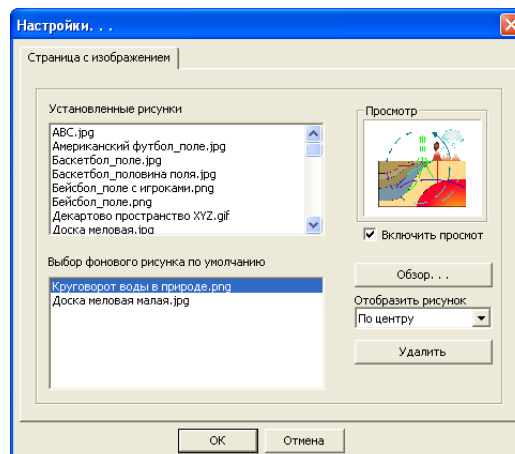 Настройки. . .
Страница с изображением
Установленные рисунки
ABC.jpg
Американский футбол_поле.jpg
Баскетбол_поле.jpg
Баскетбол_половина поля.jpg
Бейсбол_поле с игроками.png
Бейсбол_поле.png
Декартово пространство XYZ.gif
Доска меловая.jpg
Просмотр
Включить просмот
Выбор фонового рисунка по умолчанию
Круговорот воды в природе.png
Доска меловая малая.jpg
Обзор. . .
Отобразить рисунок
По центру
Удалить
OK
Отмена